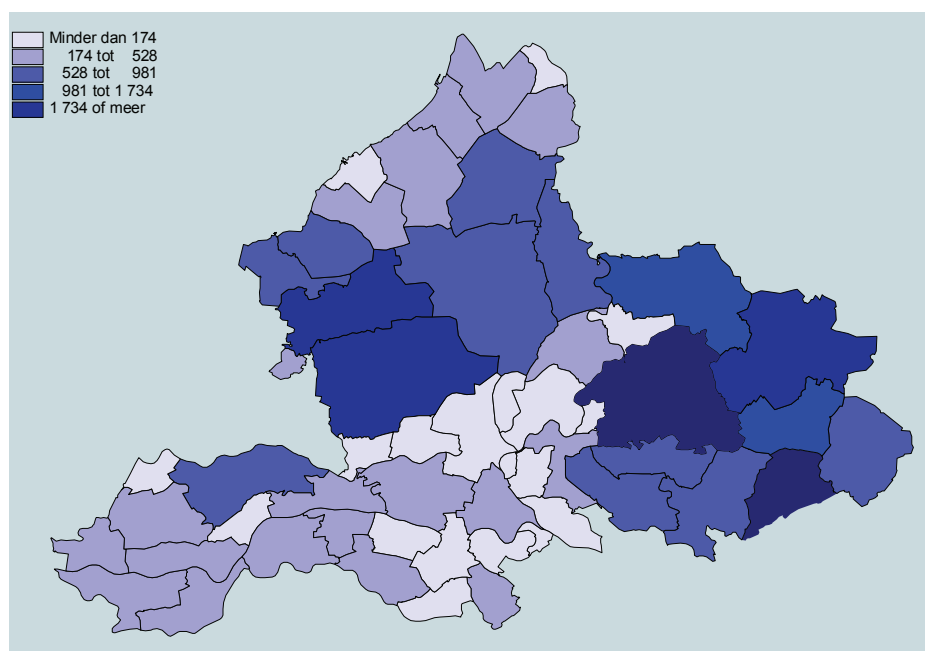 Minder dan 174
174 tot 528
528 tot 981
981 tot 1 734
1 734 of meer